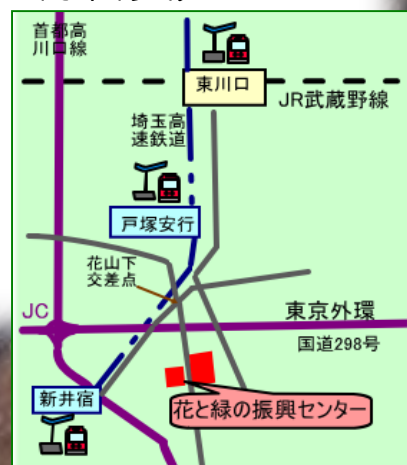 首都高
川口線
東川口
JR武蔵野線
埼玉高
速鉄道
戸塚安行
花山下
交差点
JC
東京外環
国道298号
新井宿
花と緑の振興センター